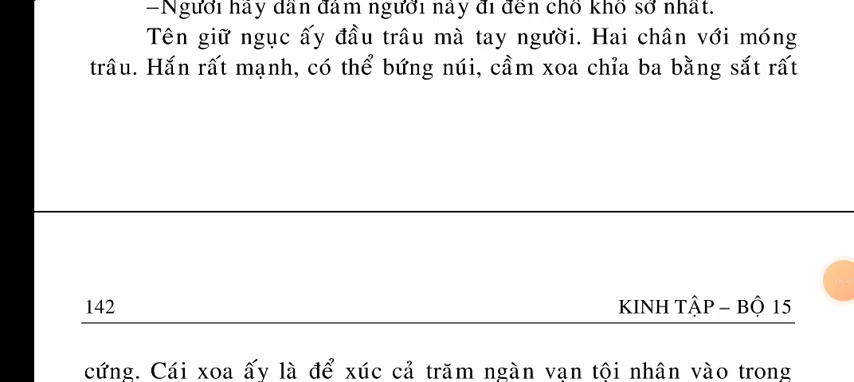 –Ngươi hãy dẫn đám người này đi đến chỗ khổ sở nhất.
Tên giữ ngục ấy đầu trâu mà tay người. Hai chân với móng
trâu. Hắn rất mạnh, có thể bứng núi, cầm xoa chỉa ba bằng sắt rất
142 KINH TẬP – BỘ 15
cứng. Cái xoa ấy là để xúc cả trăm ngàn vạn tội nhân vào trong